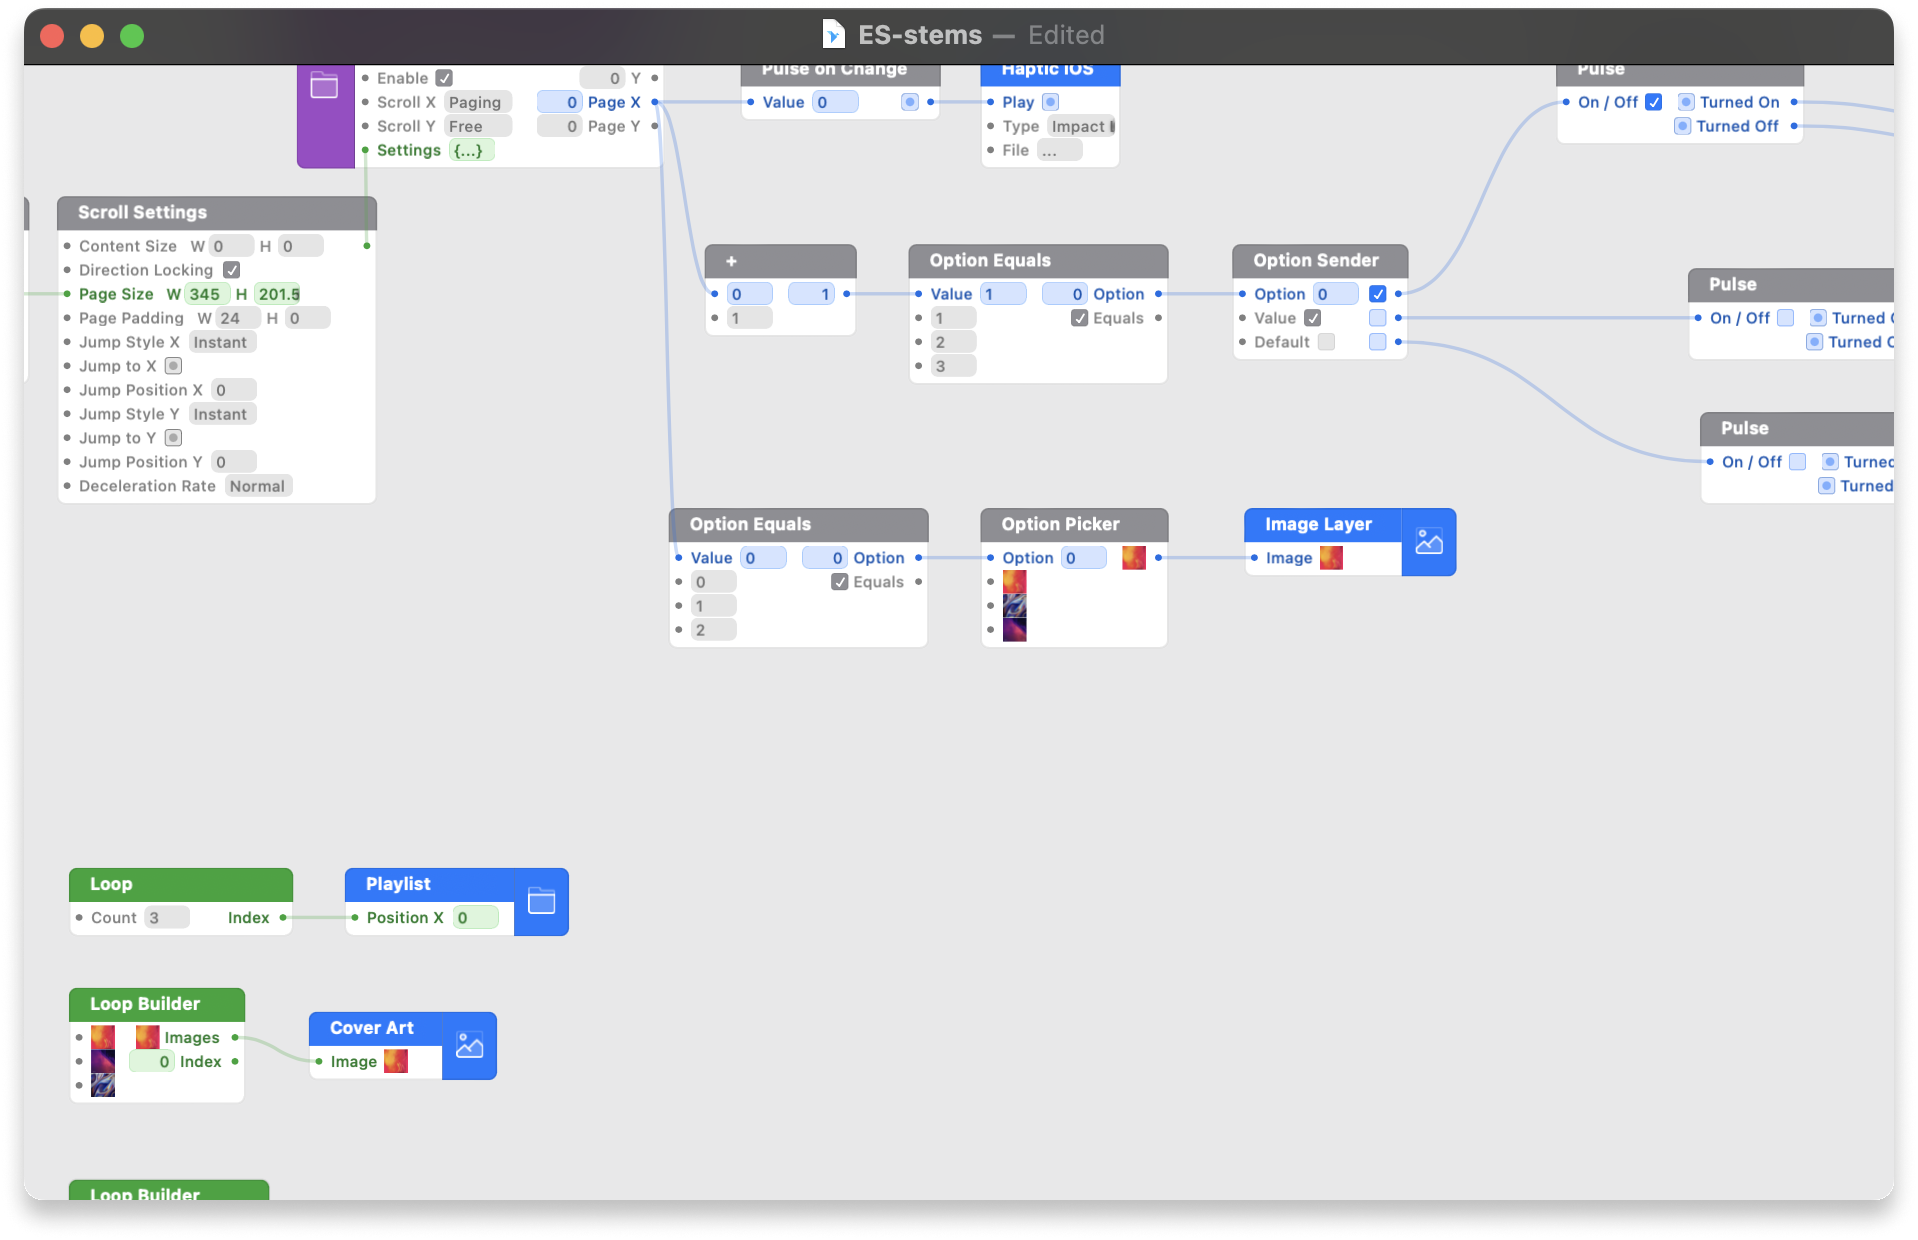 ES-stems — Edited
Enable
0 Y
Scroll X Paging
0 Page X
Scroll Y Free
0 Page Y
Settings {...}
Pulse on Change
Value 0
Haptic iOS
Play
Type Impact
File ...
Pulse
On / Off Turned On
Turned Off
Scroll Settings
Content Size W 0 H 0
Direction Locking
Page Size W 345 H 201.5
Page Padding W 24 H 0
Jump Style X Instant
Jump to X
Jump Position X 0
Jump Style Y Instant
Jump to Y
Jump Position Y 0
Deceleration Rate Normal
+
0 1
1
Option Equals
Value 1 0 Option
1 Equals
2
3
Option Sender
Option 0
Value
Default
Pulse
On / Off Turned
Turned
Pulse
On / Off Turned
Turned
Option Equals
Value 0 0 Option
0 Equals
1
2
Option Picker
Option 0
Image Layer
Image
Loop
Count 3 Index
Playlist
Position X 0
Loop Builder
Images
0 Index
Cover Art
Image
Loop Builder